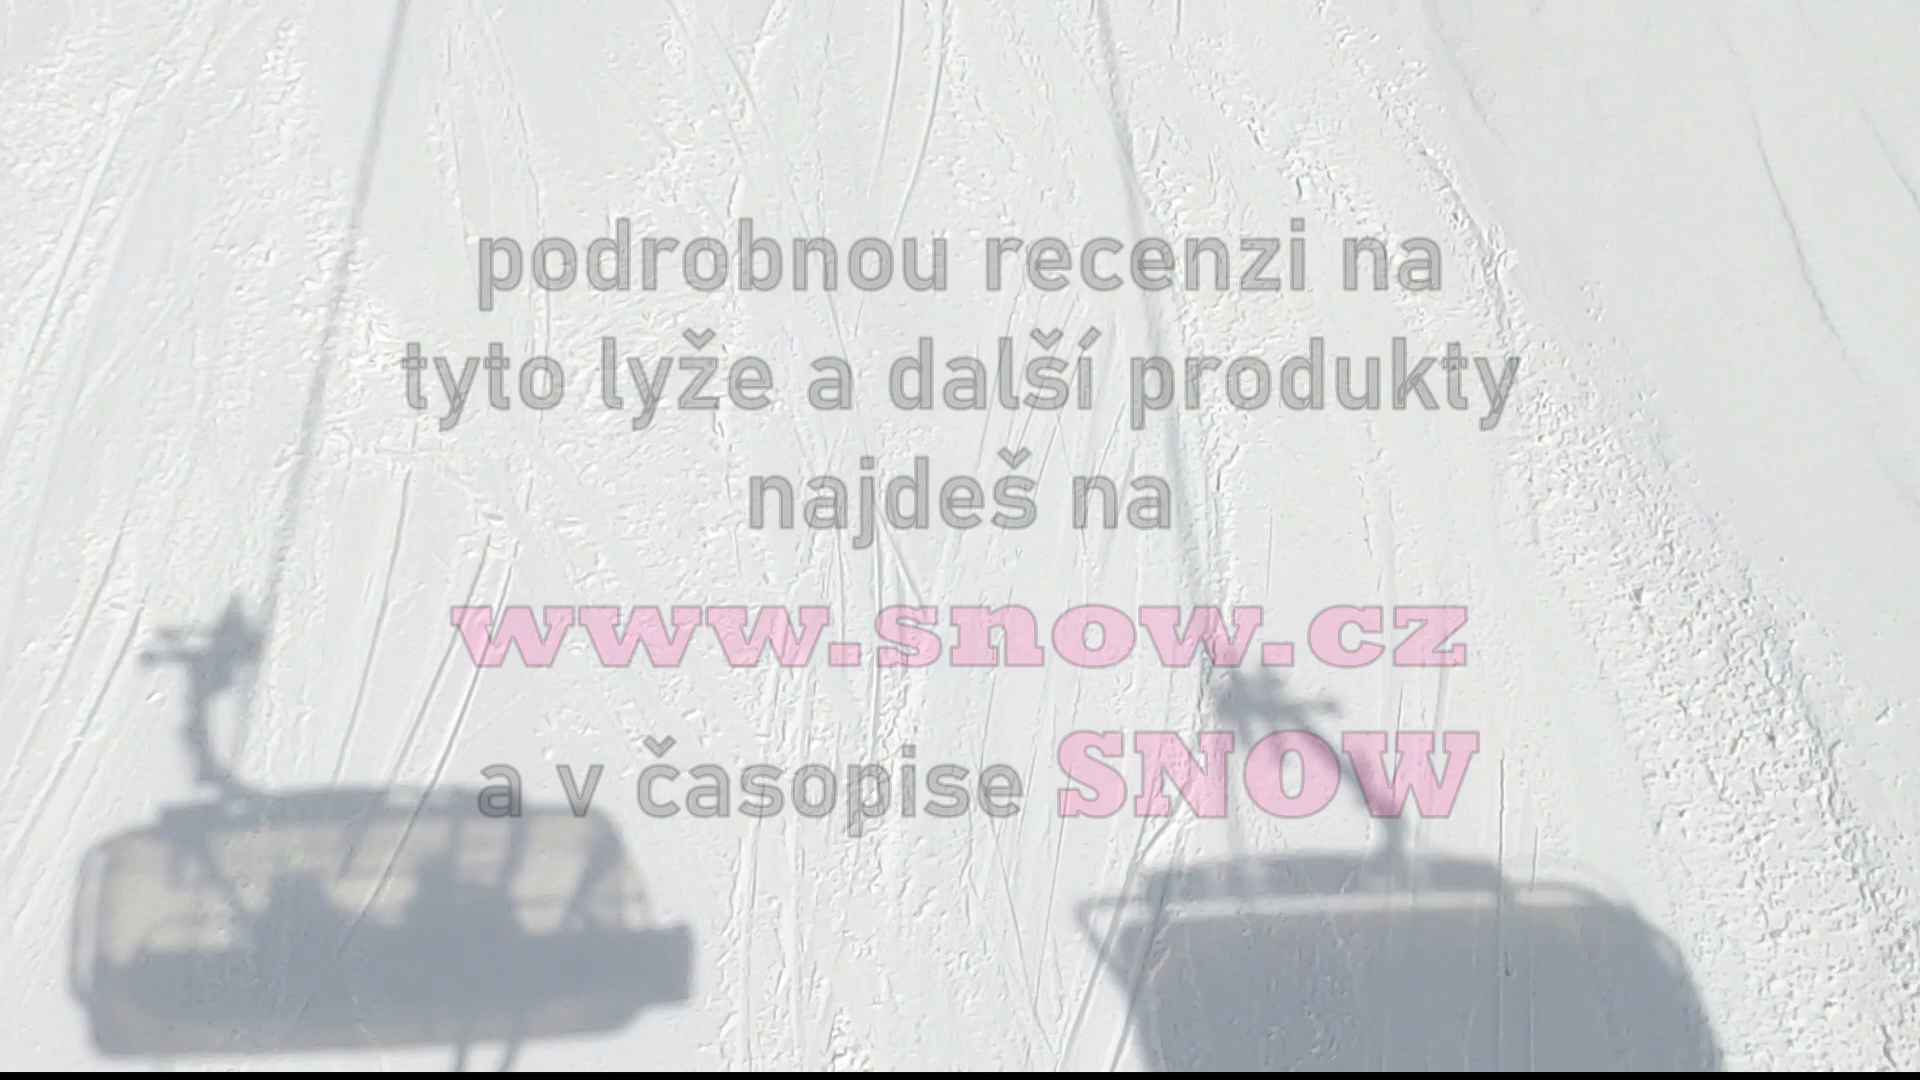 podrobnou recenzi na
tyto lyže a další produkty
najdeš na
www.snow.cz
a v časopise SNOW